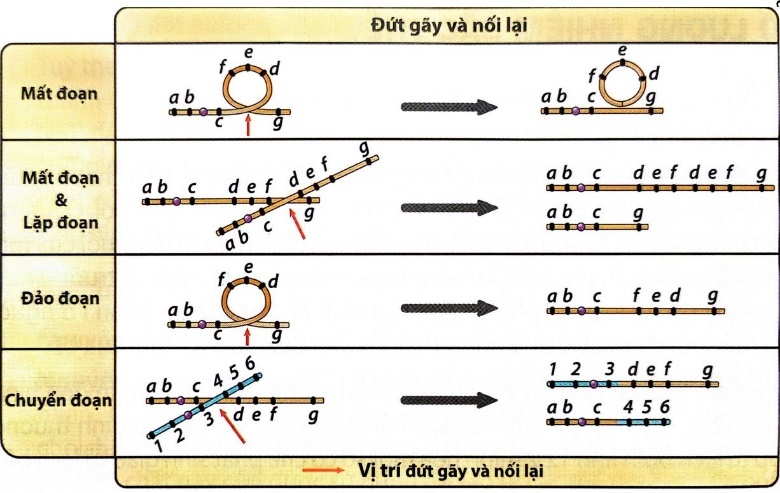 Đứt gãy và nối lại
Mất đoạn
a b c d e f g
a b c d e f g
Mất đoạn
&
Lặp đoạn
a b c d e f g
a b c d e f g
a b c d e f d e f g
a b c g
Đảo đoạn
a b c d e f g
a b c f e d g
Chuyển đoạn
a b c d e f g
1 2 3 4 5 6
1 2 3 d e f g
a b c 4 5 6
Vị trí đứt gãy và nối lại